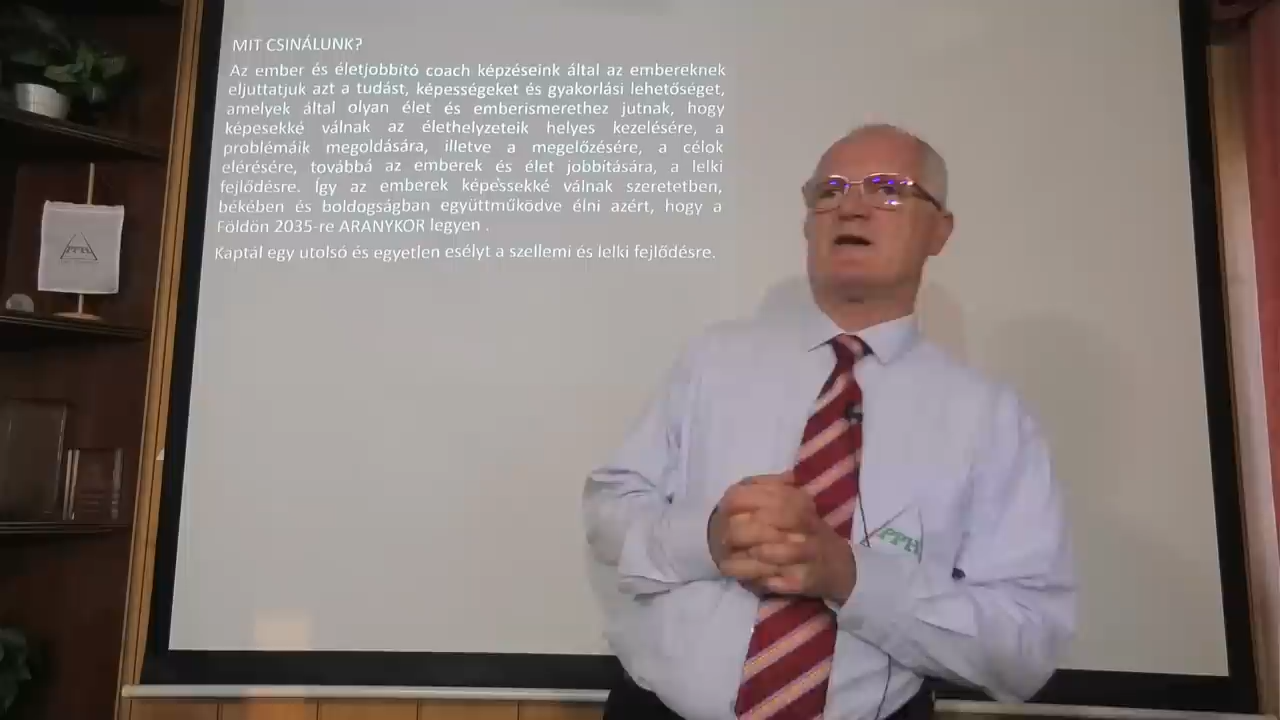 MIT CSINÁLUNK?
Az ember és életjobbító coach képzéseink által az embereknek
eljuttatjuk azt a tudást, képességeket és gyakorlási lehetőséget,
amelyek által olyan élet és emberismerethez jutnak, hogy
képesekké válnak az élethelyzeteik helyes kezelésére, a
problémáik megoldására, illetve a megelőzésére, a célok
elérésére, továbbá az emberek és élet jobbítására, a lelki
fejlődésre. Így az emberek képessekké válnak szeretetben,
békében és boldogságban együttműködve élni azért, hogy a
Földön 2035-re ARANYKOR legyen .
Kaptál egy utolsó és egyetlen esélyt a szellemi és lelki fejlődésre.
PPH
PPH